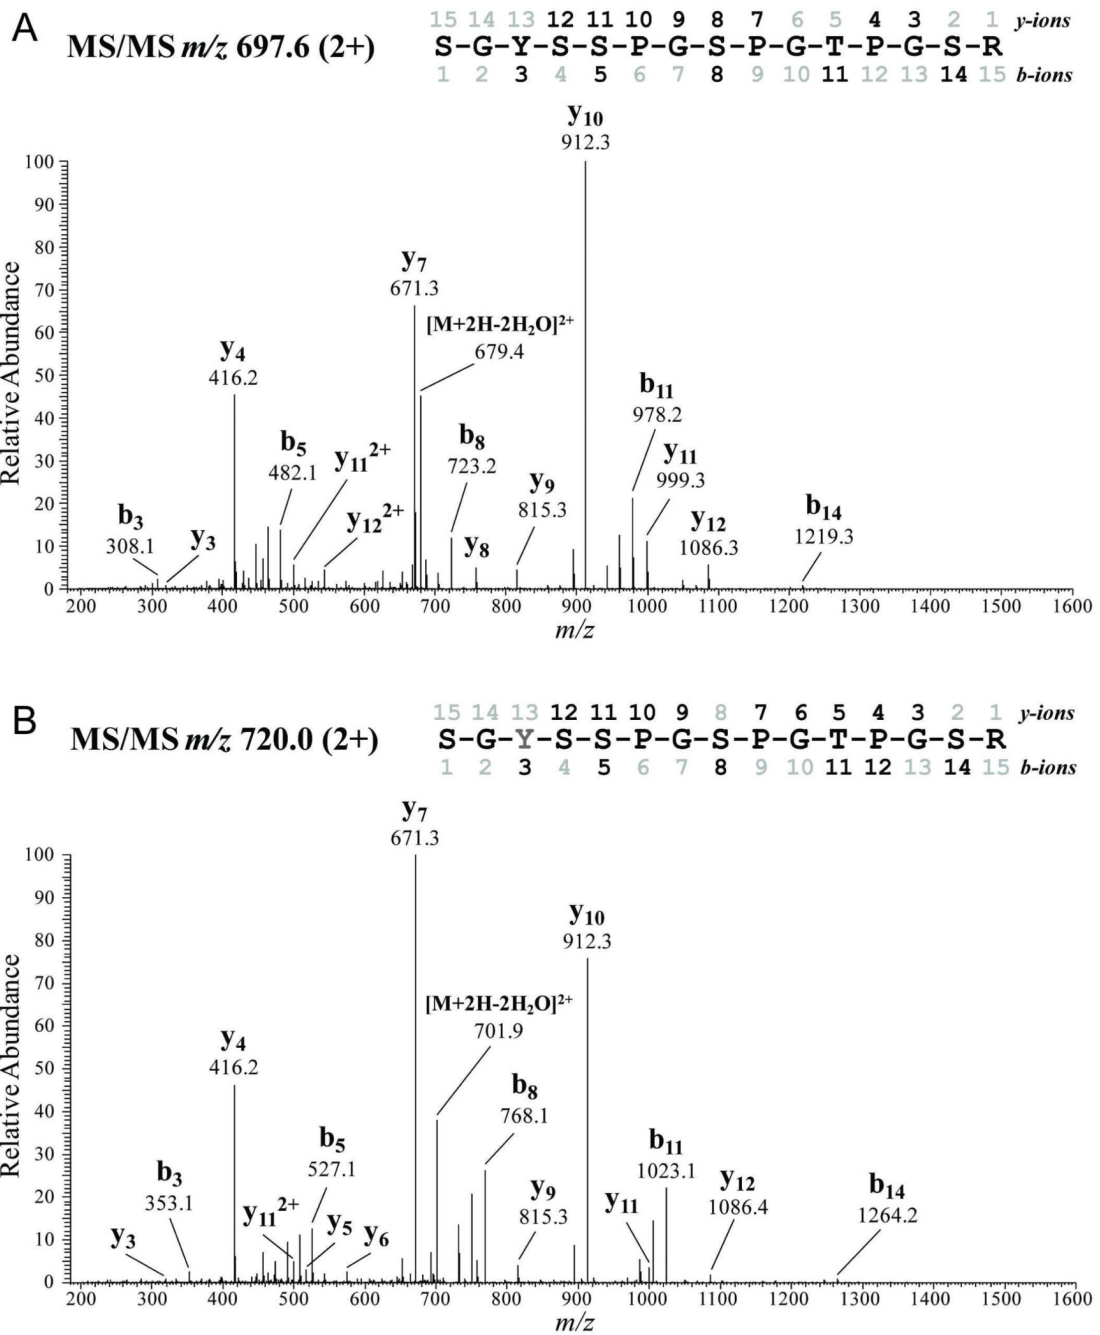 A
MS/MS m/z 697.6 (2+)
15 14 13 12 11 10 9 8 7 6 5 4 3 2 1 y-ions
S-G-Y-S-S-P-G-S-P-G-T-P-G-S-R
1 2 3 4 5 6 7 8 9 10 11 12 13 14 15 b-ions
y10
912.3
y7
671.3
[M+2H-2H2O]2+
679.4
y4
416.2
b11
978.2
b5
482.1
y11 2+
b8
723.2
y11
999.3
y9
815.3
b3
308.1
y3
y12 2+
y8
y12
1086.3
b14
1219.3
100
90
80
70
60
50
40
30
20
10
0
Relative Abundance
200 300 400 500 600 700 800 900 1000 1100 1200 1300 1400 1500 1600
m/z
B
MS/MS m/z 720.0 (2+)
15 14 13 12 11 10 9 8 7 6 5 4 3 2 1 y-ions
S-G-Y-S-S-P-G-S-P-G-T-P-G-S-R
1 2 3 4 5 6 7 8 9 10 11 12 13 14 15 b-ions
y7
671.3
y10
912.3
[M+2H-2H2O]2+
701.9
y4
416.2
b8
768.1
b5
527.1
b11
1023.1
b3
353.1
y11 2+
y5
y9
815.3
y11
y12
1086.4
b14
1264.2
y3
y6
100
90
80
70
60
50
40
30
20
10
0
Relative Abundance
200 300 400 500 600 700 800 900 1000 1100 1200 1300 1400 1500 1600
m/z